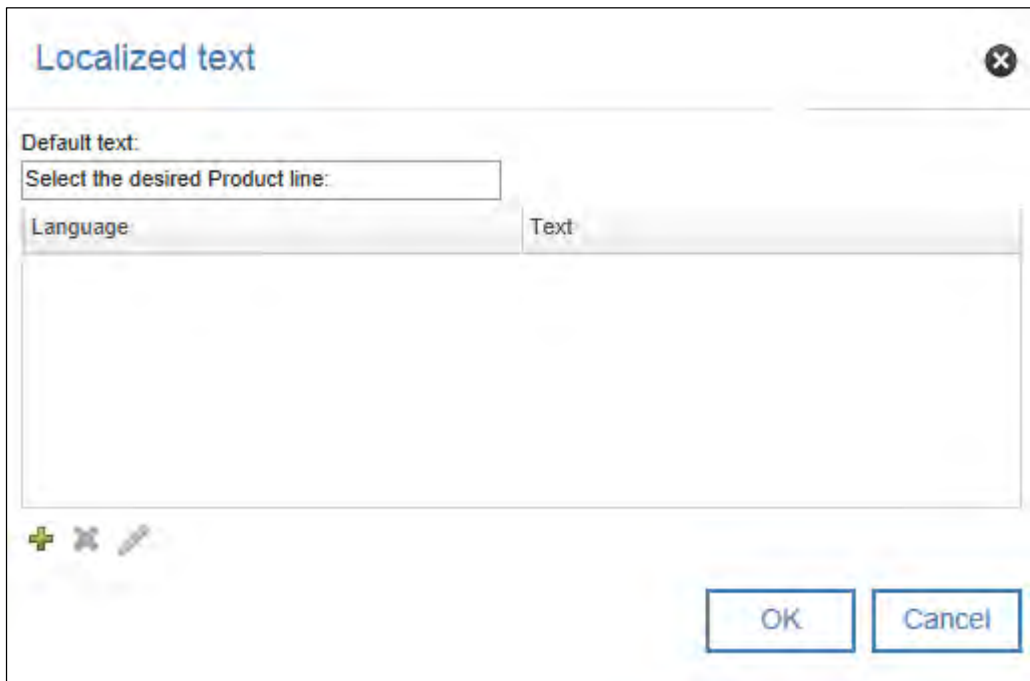 Localized text
Default text:
Select the desired Product line:
Language Text
OK Cancel